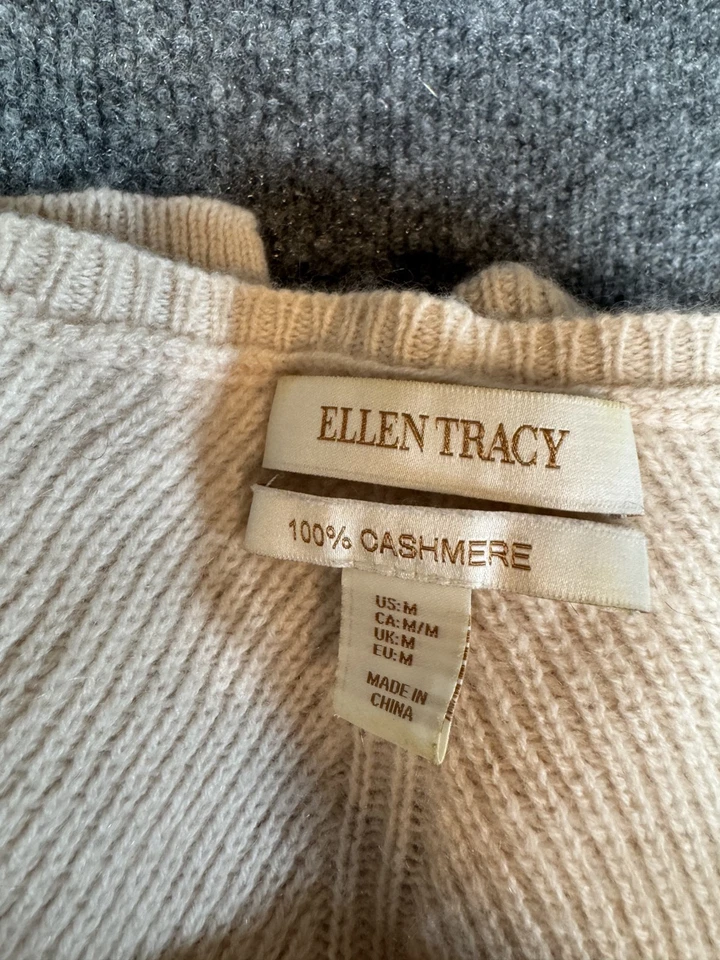 ELLEN TRACY
100% CASHMERE
US: M
CA: M/M
UK: M
EU: M
MADE IN
CHINA